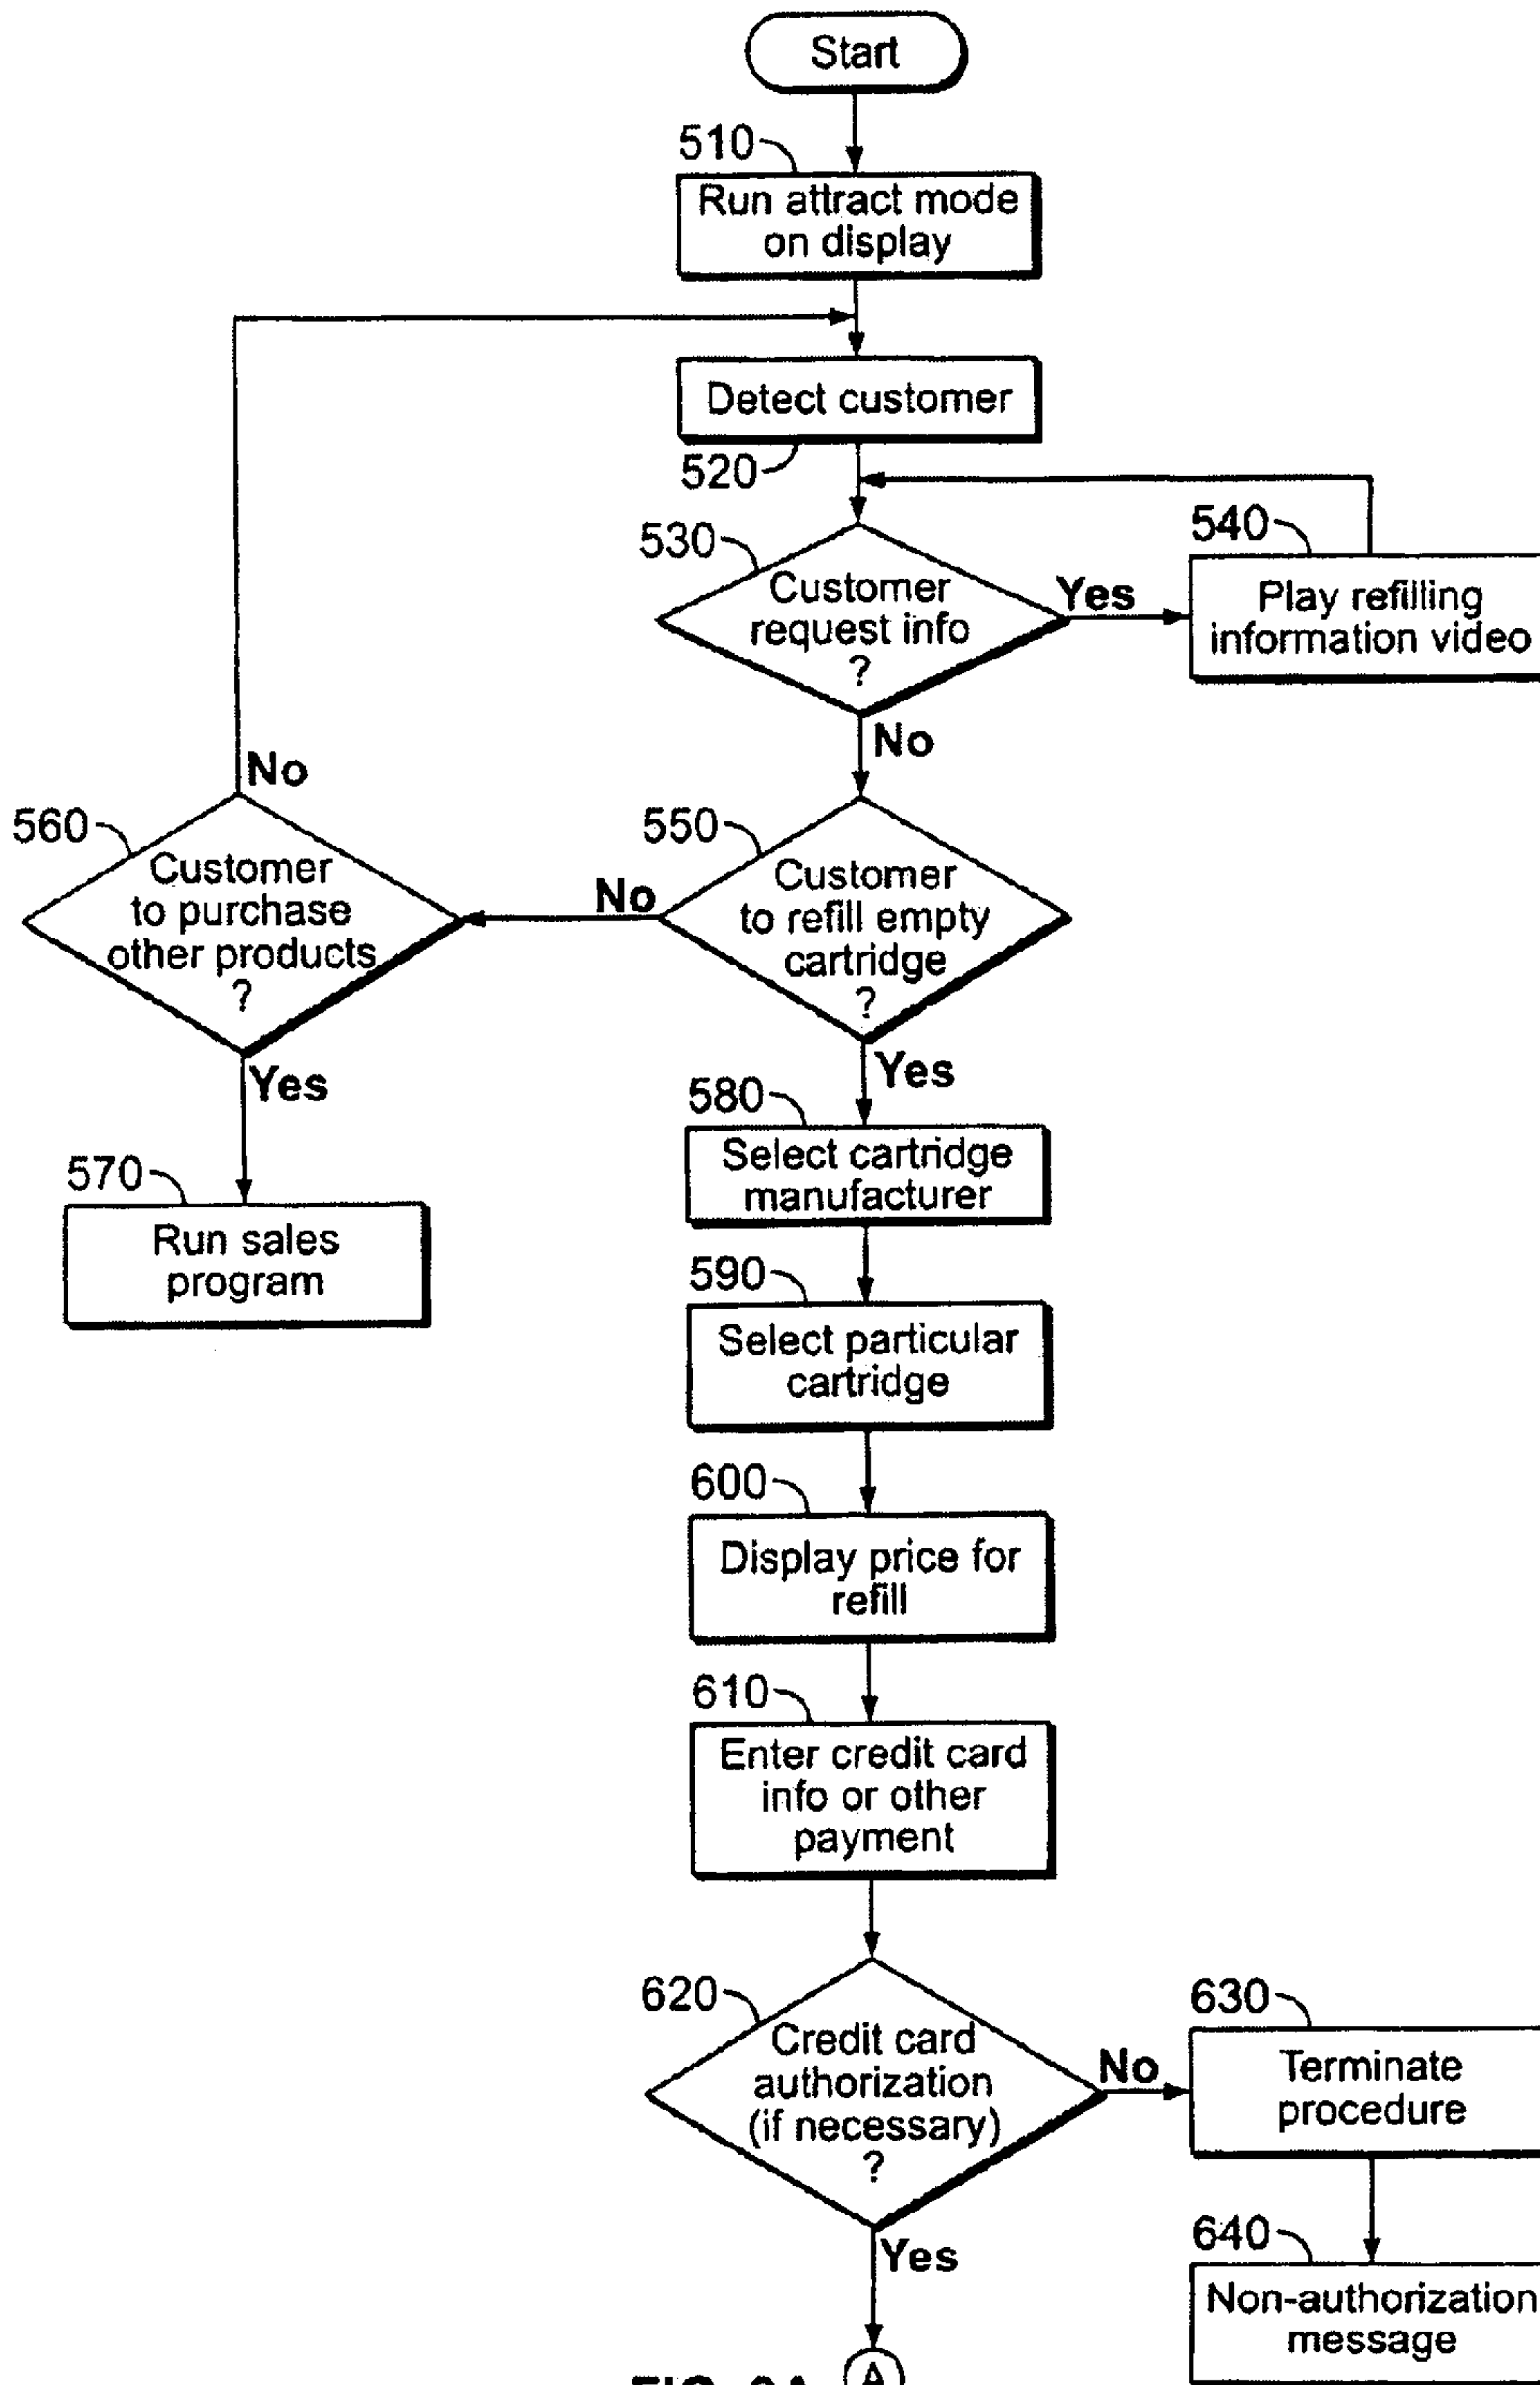 Start
510
Run attract mode
on display
Detect customer
520
530
Customer
request info
?
Yes
540
Play refilling
information video
No
No
560
Customer
to purchase
other products
?
No
550
Customer
to refill empty
cartridge
?
Yes
Yes
570
Run sales
program
580
Select cartridge
manufacturer
590
Select particular
cartridge
600
Display price for
refill
610
Enter credit card
info or other
payment
620
Credit card
authorization
(if necessary)
?
No
630
Terminate
procedure
Yes
640
Non-authorization
message
A